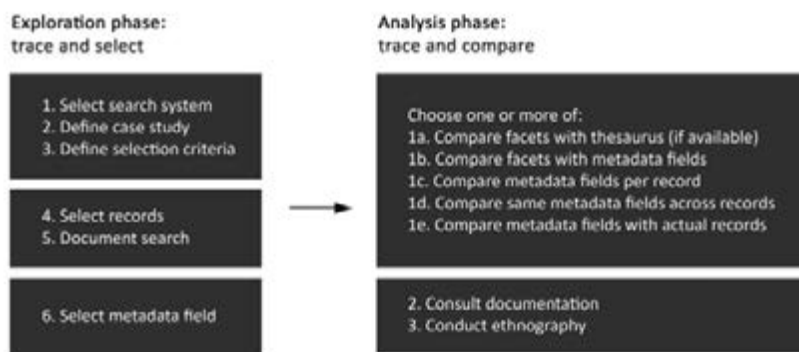 Exploration phase:
trace and select
1. Select search system
2. Define case study
3. Define selection criteria
4. Select records
5. Document search
6. Select metadata field
Analysis phase:
trace and compare
Choose one or more of:
1a. Compare facets with thesaurus (if available)
1b. Compare facets with metadata fields
1c. Compare metadata fields per record
1d. Compare same metadata fields across records
1e. Compare metadata fields with actual records
2. Consult documentation
3. Conduct ethnography